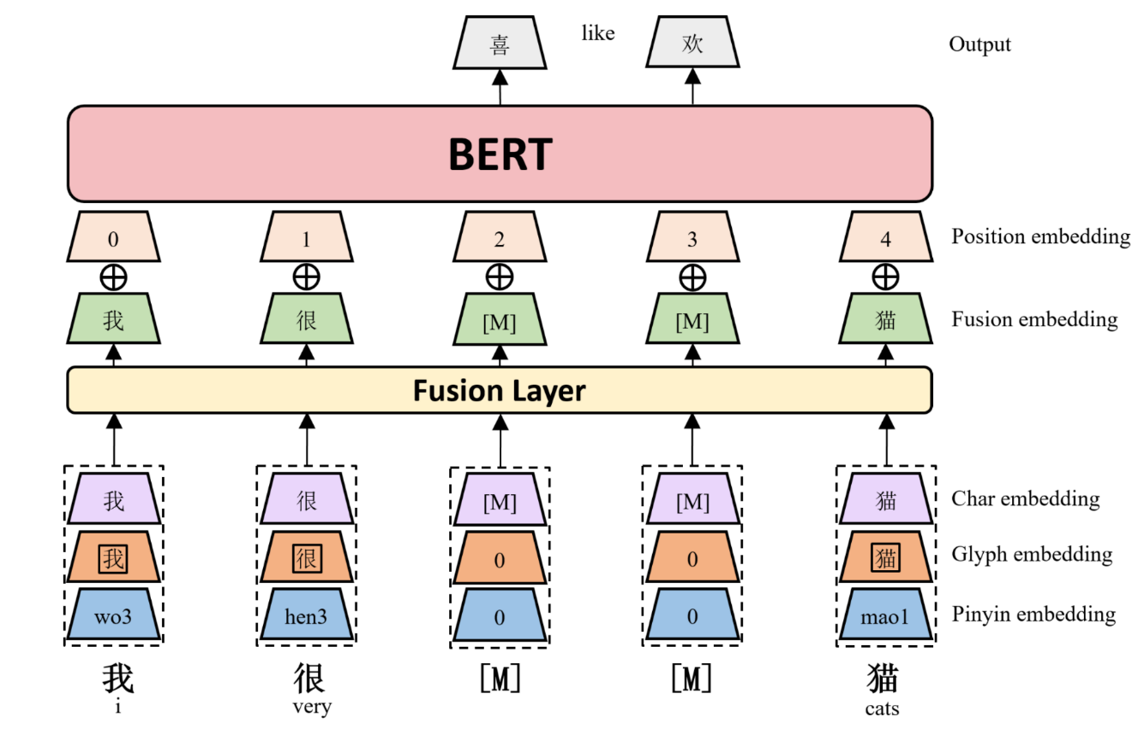 喜 like 欢 Output
BERT
0 1 2 3 4 Position embedding
我 很 [M] [M] 猫 Fusion embedding
Fusion Layer
我 很 [M] [M] 猫 Char embedding
我 很 0 0 猫 Glyph embedding
wo3 hen3 0 0 mao1 Pinyin embedding
我 很 [M] [M] 猫
i very cats